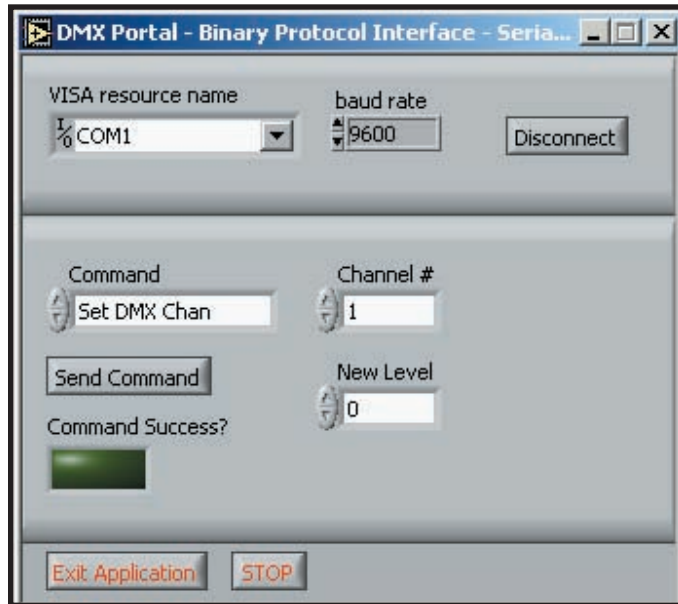 DMX Portal - Binary Protocol Interface - Seria...
VISA resource name
COM1
baud rate
9600
Disconnect
Command
Set DMX Chan
Channel #
1
Send Command
New Level
0
Command Success?
Exit Application
STOP